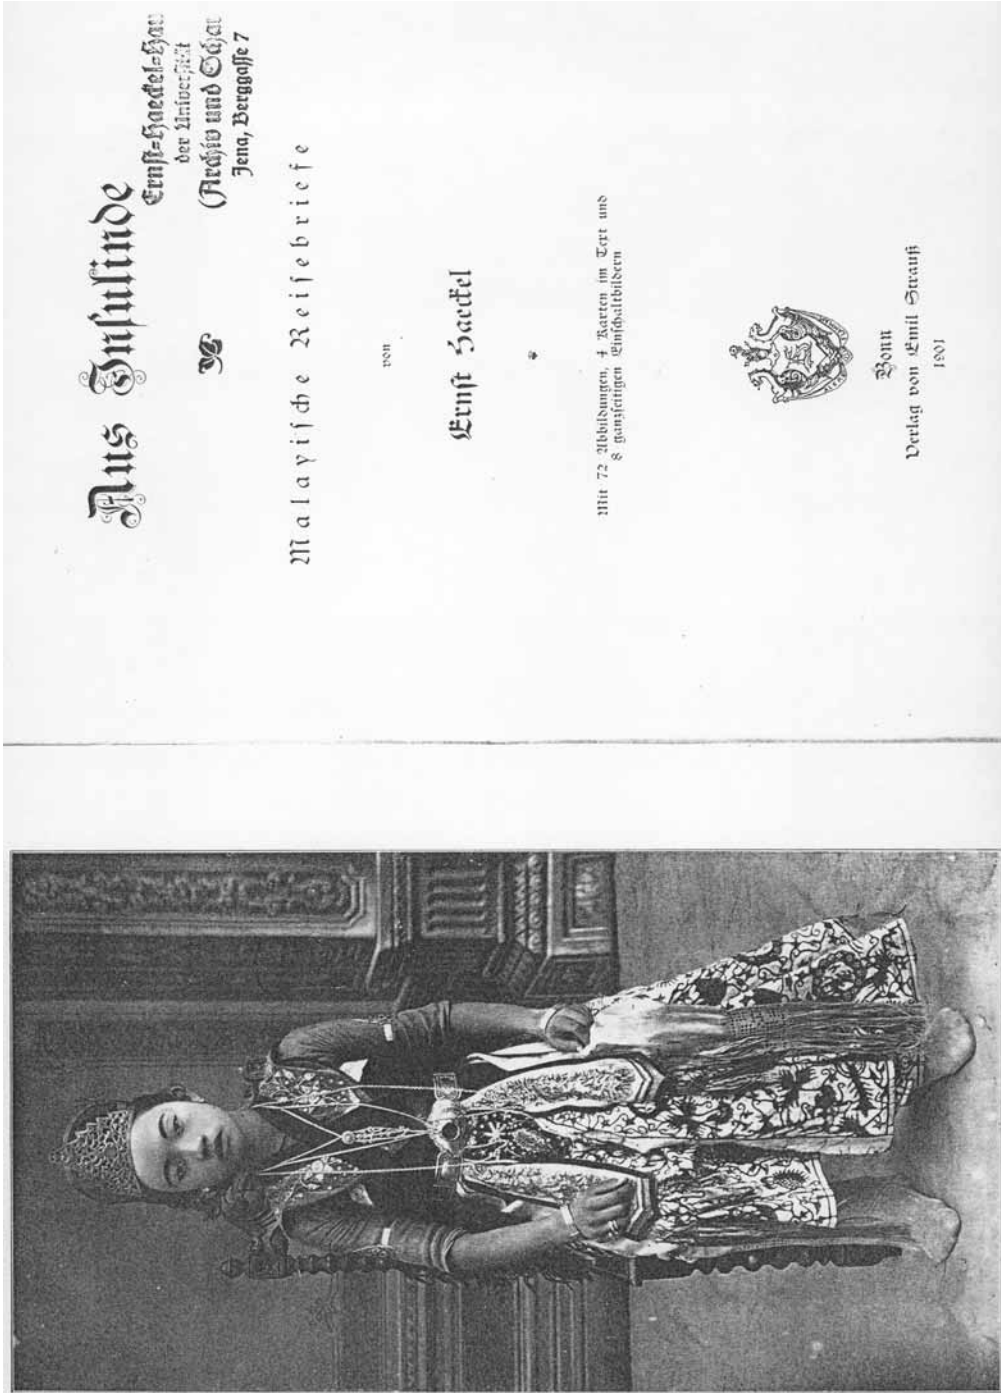 Aus Insulinde
Ernst-Haeckel-Hau
der Universität
(Archiv und Schau
Jena, Berggasse 7
Malayische Reisebriefe
von
Ernst Haeckel
Mit 72 Abbildungen, 4 Karten im Text und
8 ganzseitigen Einschaltbildern
Bonn
Verlag von Emil Strauß
1901